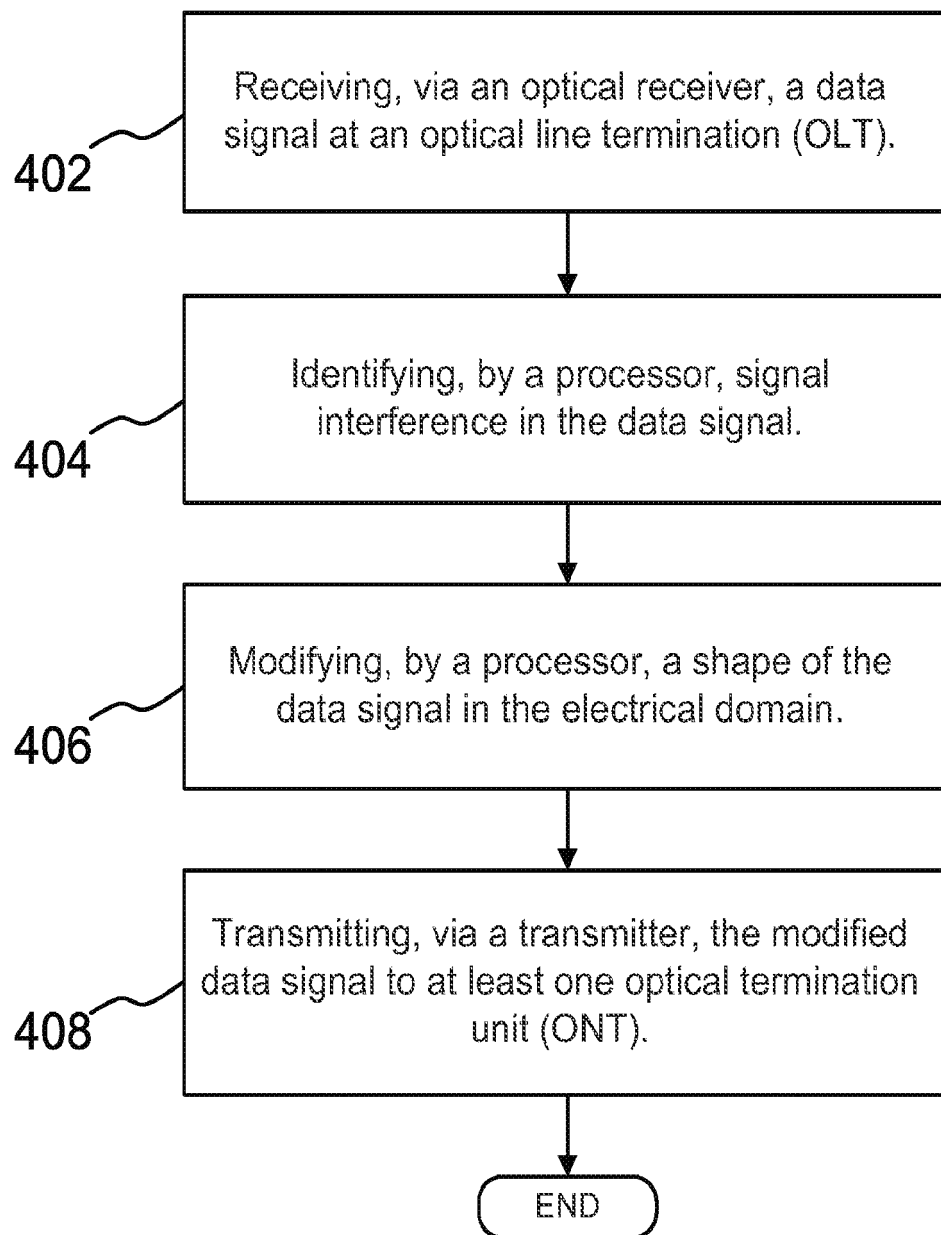 Receiving, via an optical receiver, a data
signal at an optical line termination (OLT).
402
Identifying, by a processor, signal
interference in the data signal.
404
Modifying, by a processor, a shape of the
data signal in the electrical domain.
406
Transmitting, via a transmitter, the modified
data signal to at least one optical termination
unit (ONT).
408
END